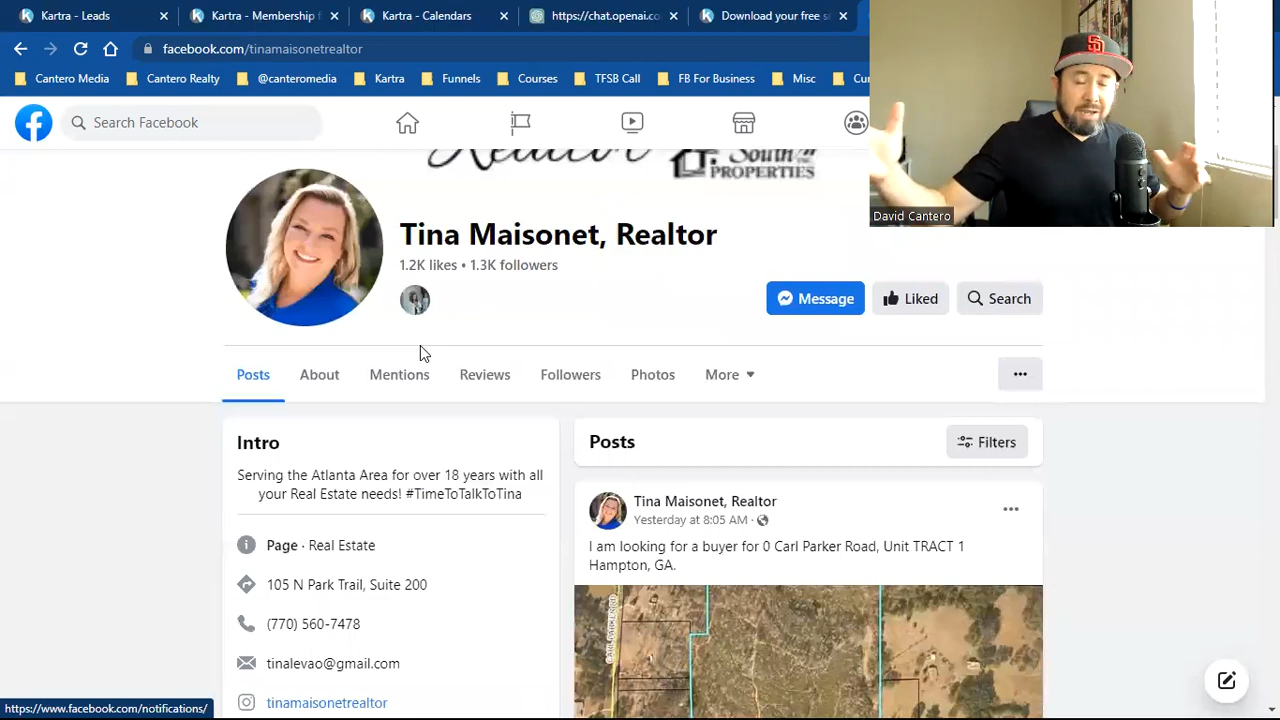 Kartra - Leads
Kartra - Membership f
Kartra - Calendars
https://chat.openai.co
Download your free s
facebook.com/tinamaisonetrealtor
Cantero Media
Cantero Realty
@canteromedia
Kartra
Funnels
Courses
TFSB Call
FB For Business
Misc
Cur
Search Facebook
David Cantero
Realtor
South INC.
PROPERTIES
Tina Maisonet, Realtor
1.2K likes • 1.3K followers
Message
Liked
Search
Posts
About
Mentions
Reviews
Followers
Photos
More
Intro
Serving the Atlanta Area for over 18 years with all
your Real Estate needs! #TimeToTalkToTina
Page · Real Estate
105 N Park Trail, Suite 200
(770) 560-7478
tinalevao@gmail.com
tinamaisonetrealtor
Posts
Filters
Tina Maisonet, Realtor
Yesterday at 8:05 AM ·
I am looking for a buyer for 0 Carl Parker Road, Unit TRACT 1
Hampton, GA.
https://www.facebook.com/notifications/